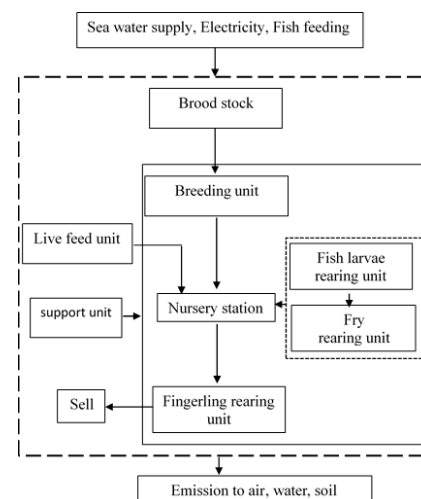 Sea water supply, Electricity, Fish feeding
Brood stock
Breeding unit
Live feed unit
Fish larvae
rearing unit
support unit
Nursery station
Fry
rearing unit
Sell
Fingerling rearing
unit
Emission to air, water, soil